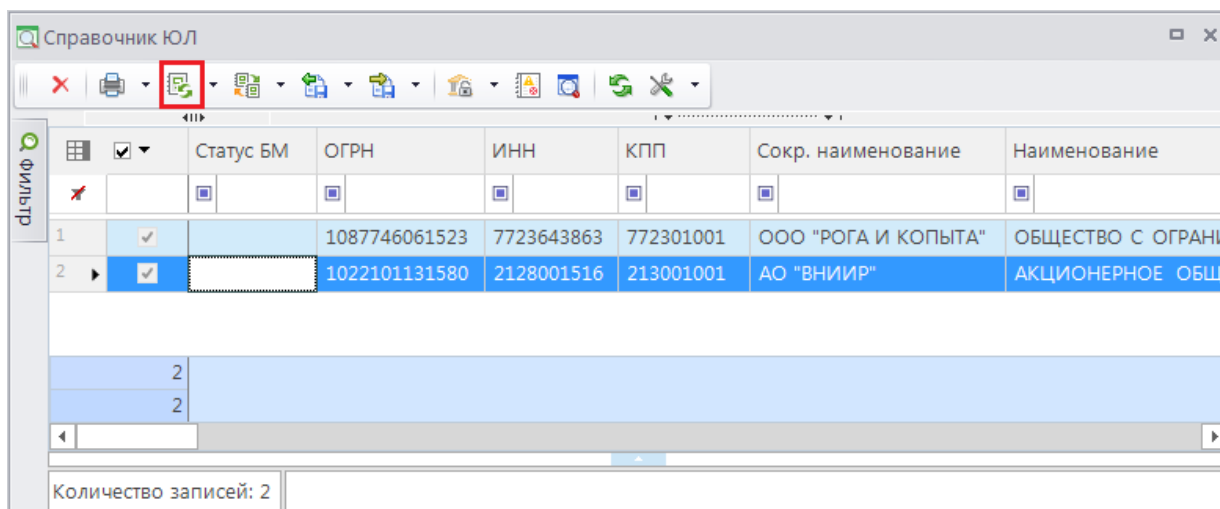 Справочник ЮЛ
Фильтр
Статус БМ ОГРН ИНН КПП Сокр. наименование Наименование
1 1087746061523 7723643863 772301001 ООО "РОГА И КОПЫТА" ОБЩЕСТВО С ОГРАНИ
2 1022101131580 2128001516 213001001 АО "ВНИИР" АКЦИОНЕРНОЕ ОБЩ
2
2
Количество записей: 2